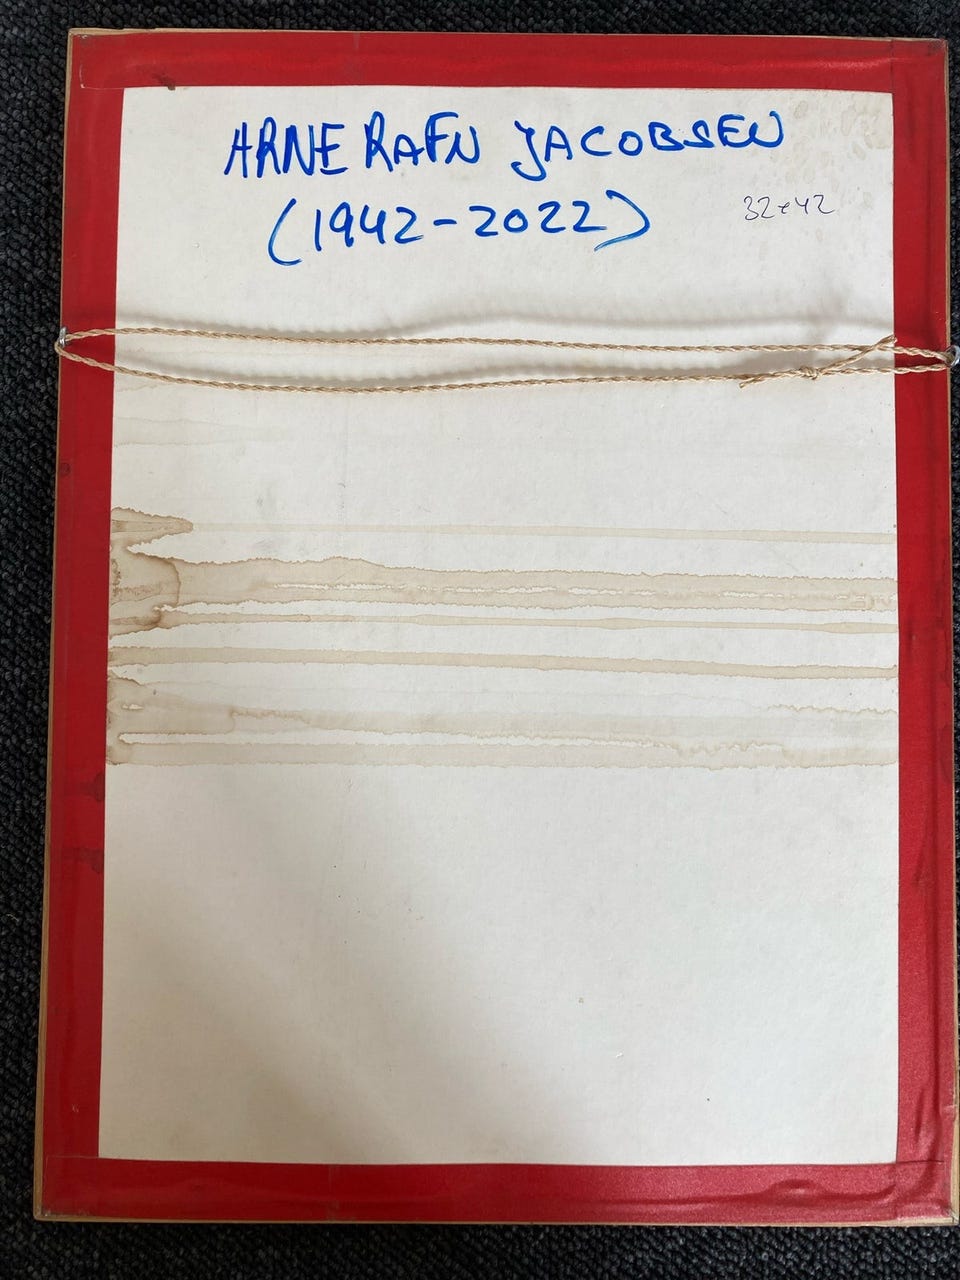 ARNE RAFN JACOBSEN
(1942-2022)
32x42